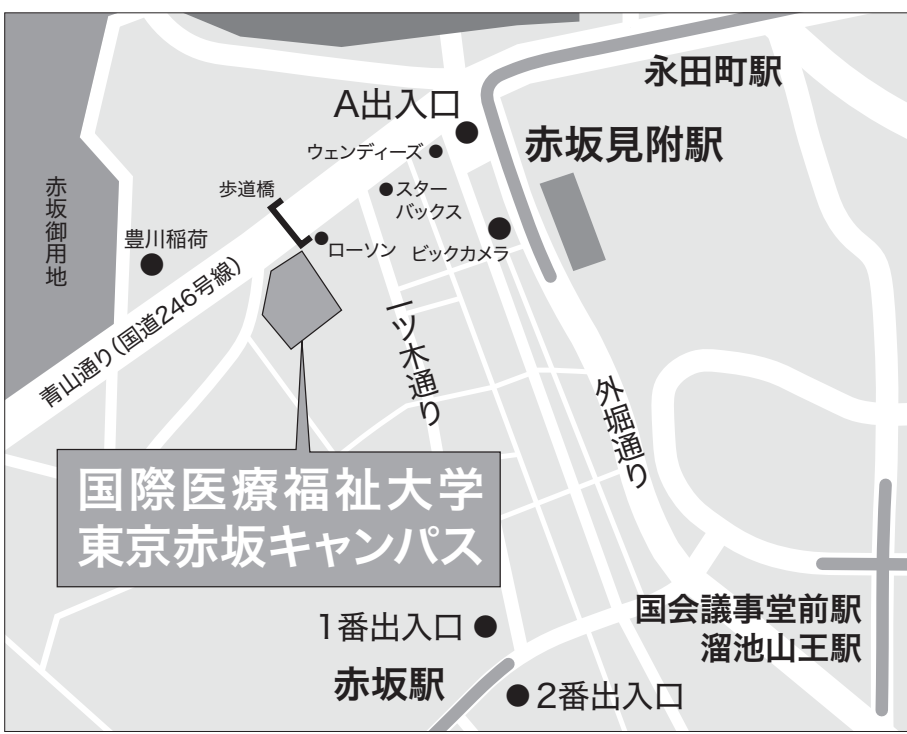 永田町駅
A出入口
赤坂見附駅
ウェンディーズ
スター
バックス
歩道橋
赤坂御用地
豊川稲荷
ローソン
ビックカメラ
青山通り(国道246号線)
一ツ木通り
外堀通り
国際医療福祉大学
東京赤坂キャンパス
1番出入口
国会議事堂前駅
溜池山王駅
赤坂駅
2番出入口